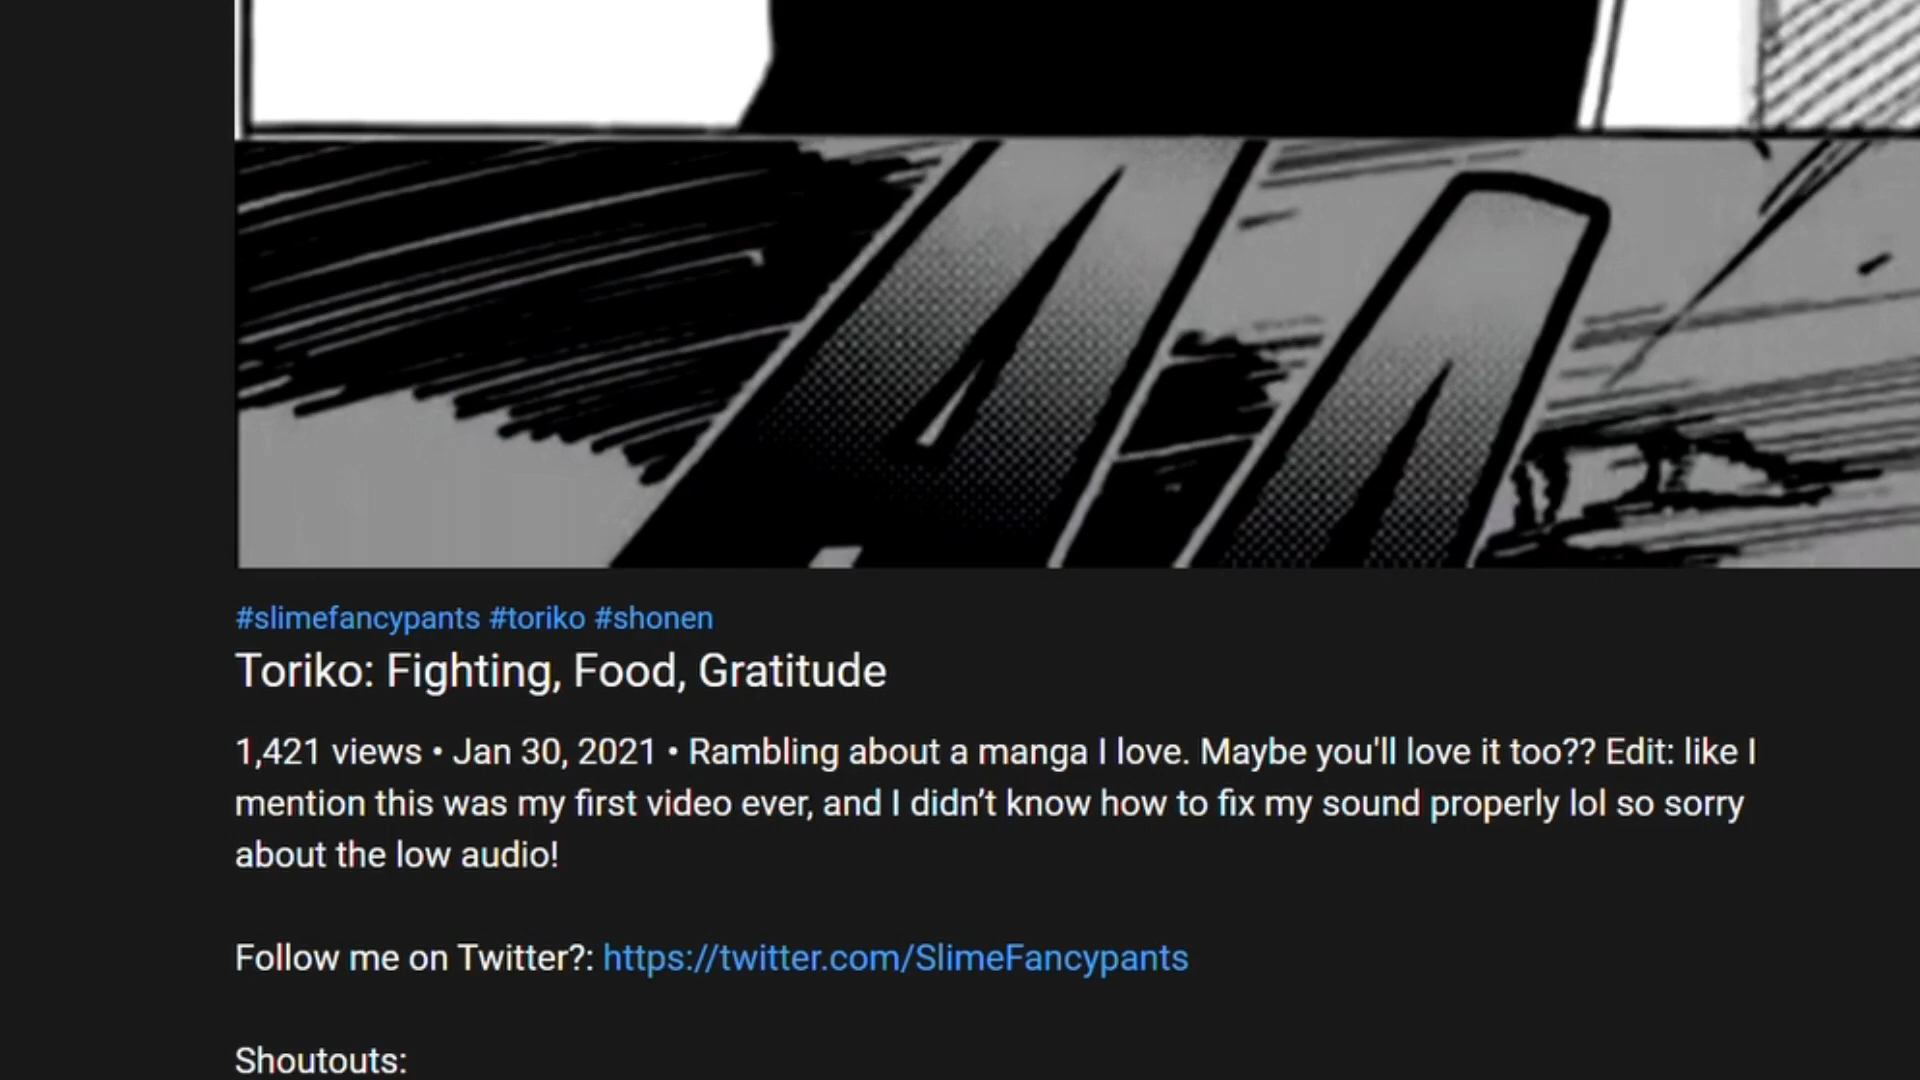 #slimefancypants #toriko #shonen
Toriko: Fighting, Food, Gratitude
1,421 views • Jan 30, 2021 • Rambling about a manga I love. Maybe you'll love it too?? Edit: like I
mention this was my first video ever, and I didn’t know how to fix my sound properly lol so sorry
about the low audio!
Follow me on Twitter?: https://twitter.com/SlimeFancypants
Shoutouts: